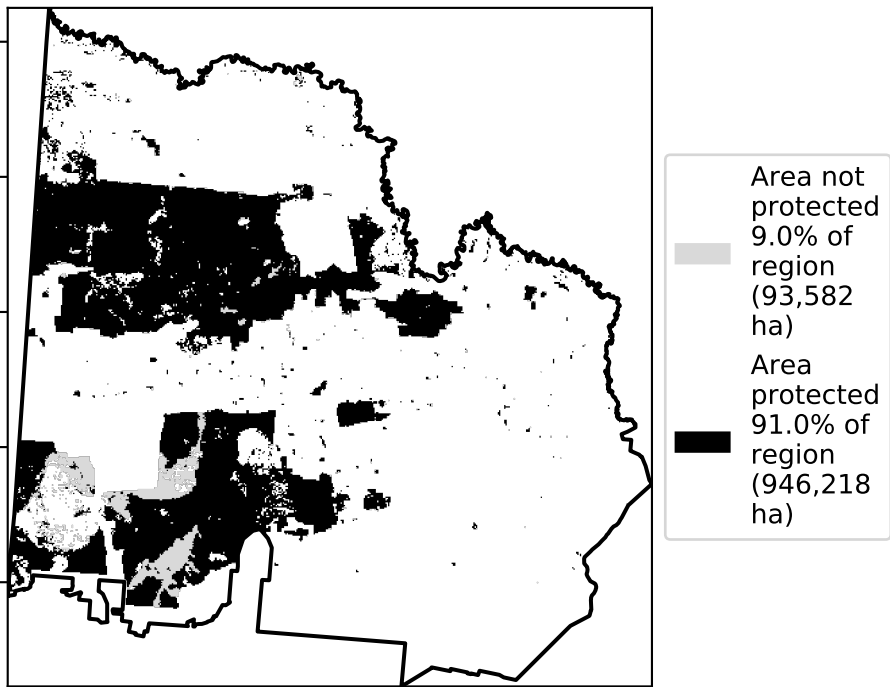 Area not
protected
9.0% of
region
(93,582
ha)
Area
protected
91.0% of
region
(946,218
ha)